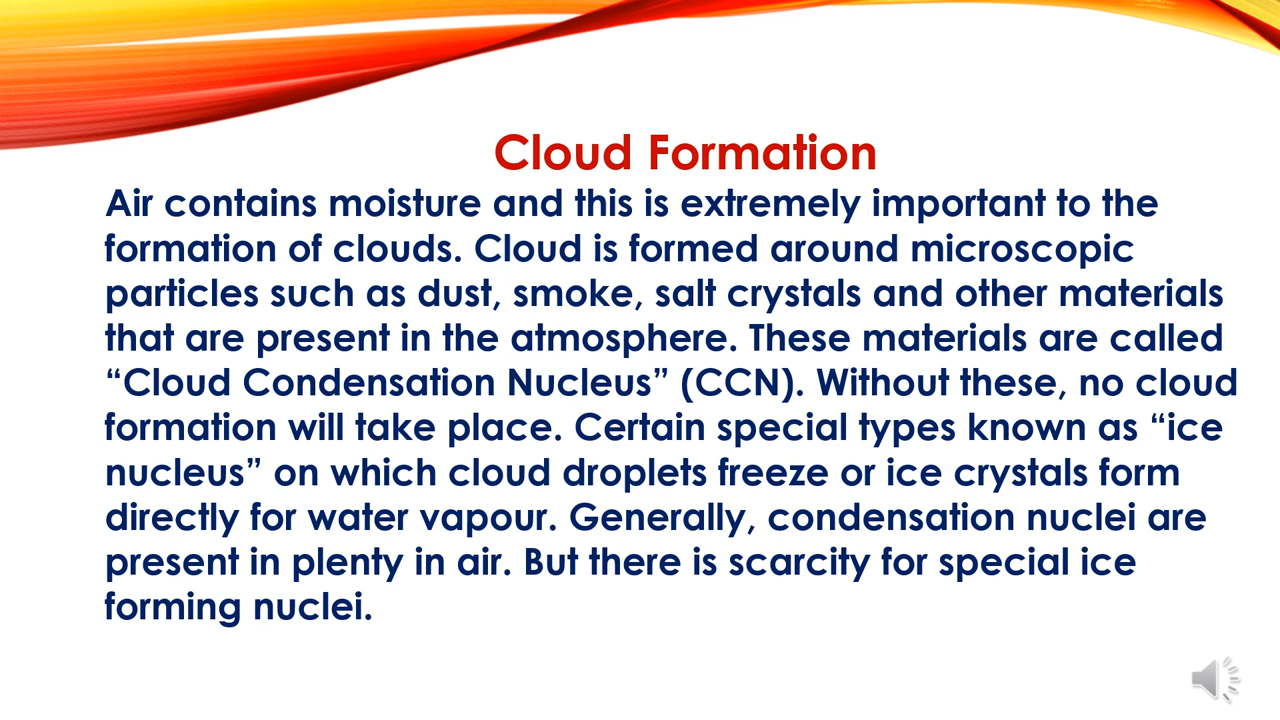 Cloud Formation
Air contains moisture and this is extremely important to the
formation of clouds. Cloud is formed around microscopic
particles such as dust, smoke, salt crystals and other materials
that are present in the atmosphere. These materials are called
“Cloud Condensation Nucleus” (CCN). Without these, no cloud
formation will take place. Certain special types known as “ice
nucleus” on which cloud droplets freeze or ice crystals form
directly for water vapour. Generally, condensation nuclei are
present in plenty in air. But there is scarcity for special ice
forming nuclei.